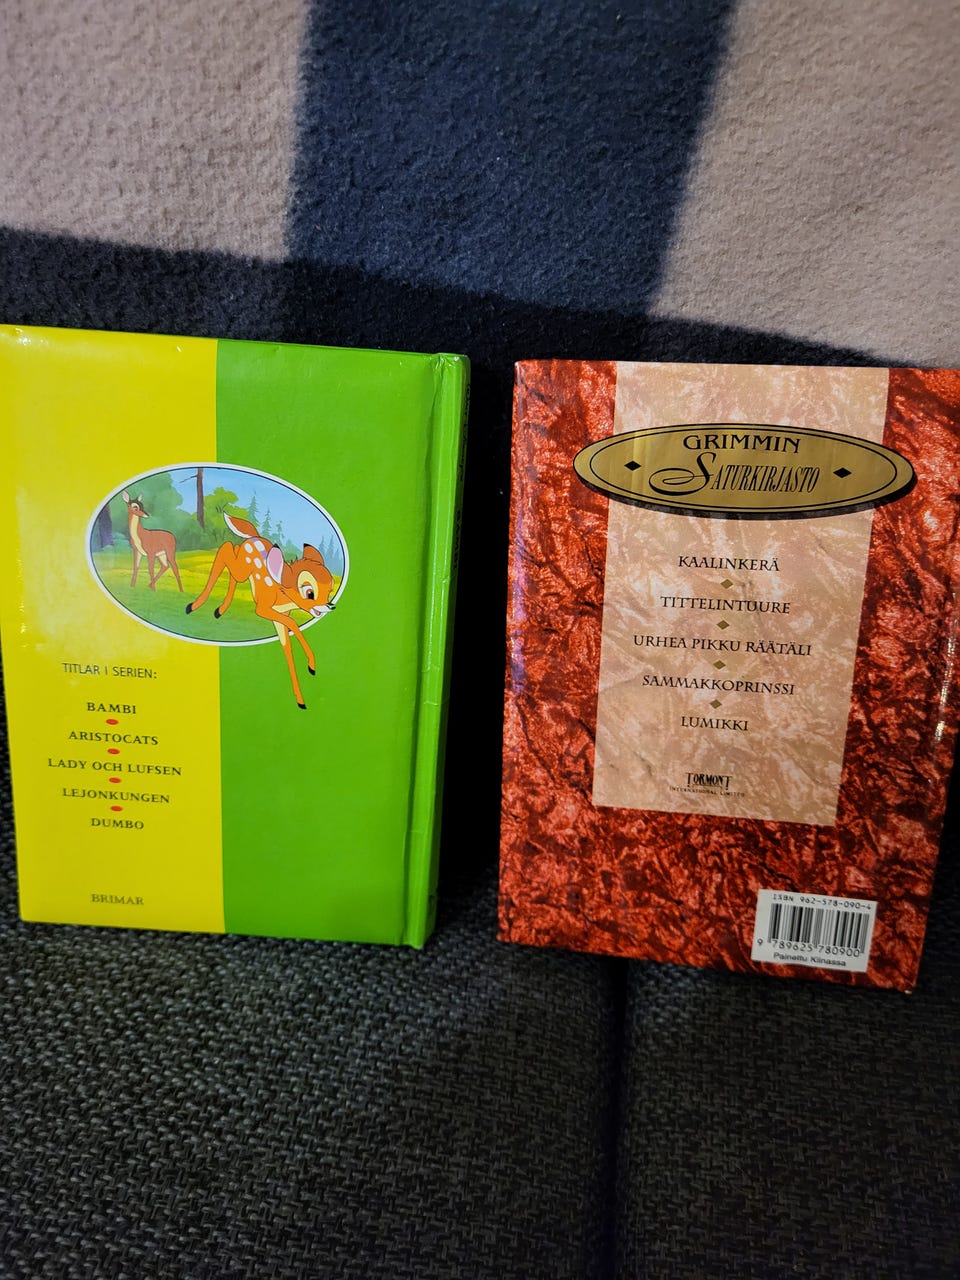 TITLAR I SERIEN:
BAMBI
ARISTOCATS
LADY OCH LUFSEN
LEJONKUNGEN
DUMBO
BRIMAR
GRIMMIN
SATURKIRJASTO
KAALINKERÄ
TITTELINTUURE
URHEA PIKKU RÄÄTÄLI
SAMMAKKOPRINSSI
LUMIKKI
TORMONT
INTERNATIONAL LIMITED
ISBN 962-578-090-4
9 789625 780900
Painettu Kiinassa